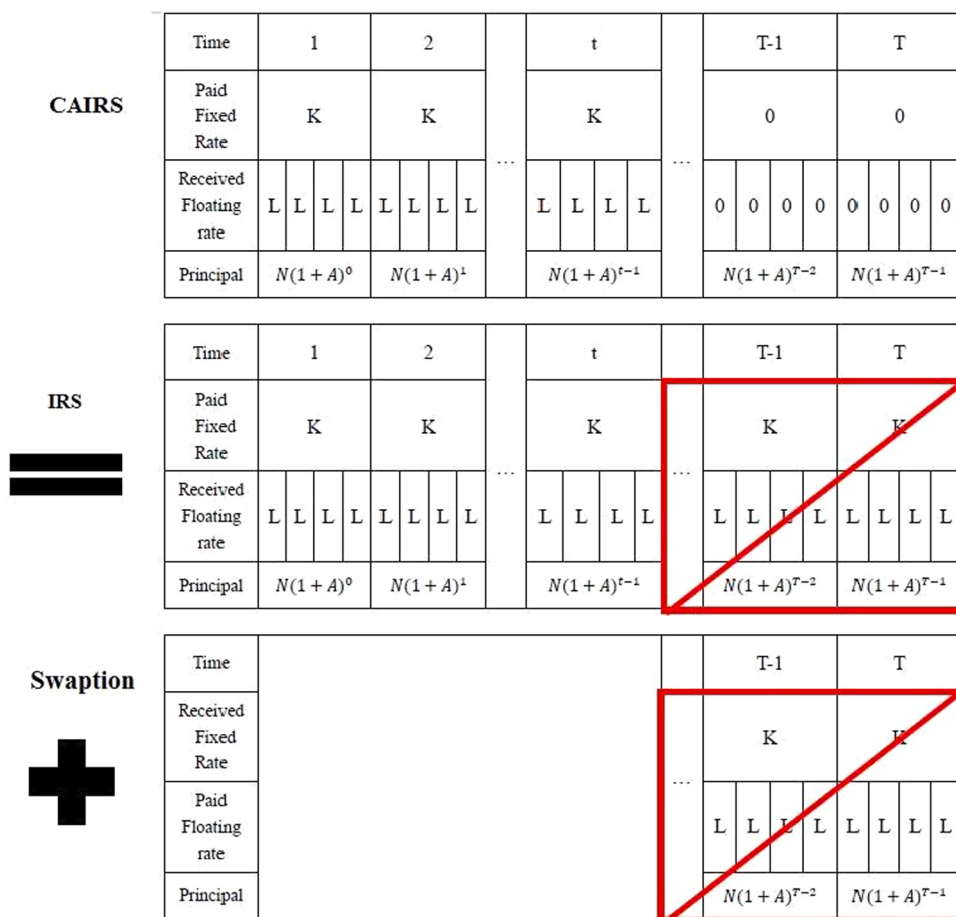 Time 1 2 t T-1 T
CAIRS
Paid
Fixed
Rate
K K ... K ... 0 0
Received
Floating
rate
L L L L L L L L L L L L 0 0 0 0 0 0 0 0
Principal N(1+A)^0 N(1+A)^1 N(1+A)^{t-1} N(1+A)^{T-2} N(1+A)^{T-1}
Time 1 2 t T-1 T
IRS
Paid
Fixed
Rate
K K ... K ... K K
Received
Floating
rate
L L L L L L L L L L L L L L L L L L L L
Principal N(1+A)^0 N(1+A)^1 N(1+A)^{t-1} N(1+A)^{T-2} N(1+A)^{T-1}
Swaption
Time T-1 T
Received
Fixed
Rate
... K K
Paid
Floating
rate
L L L L L L L L
Principal N(1+A)^{T-2} N(1+A)^{T-1}